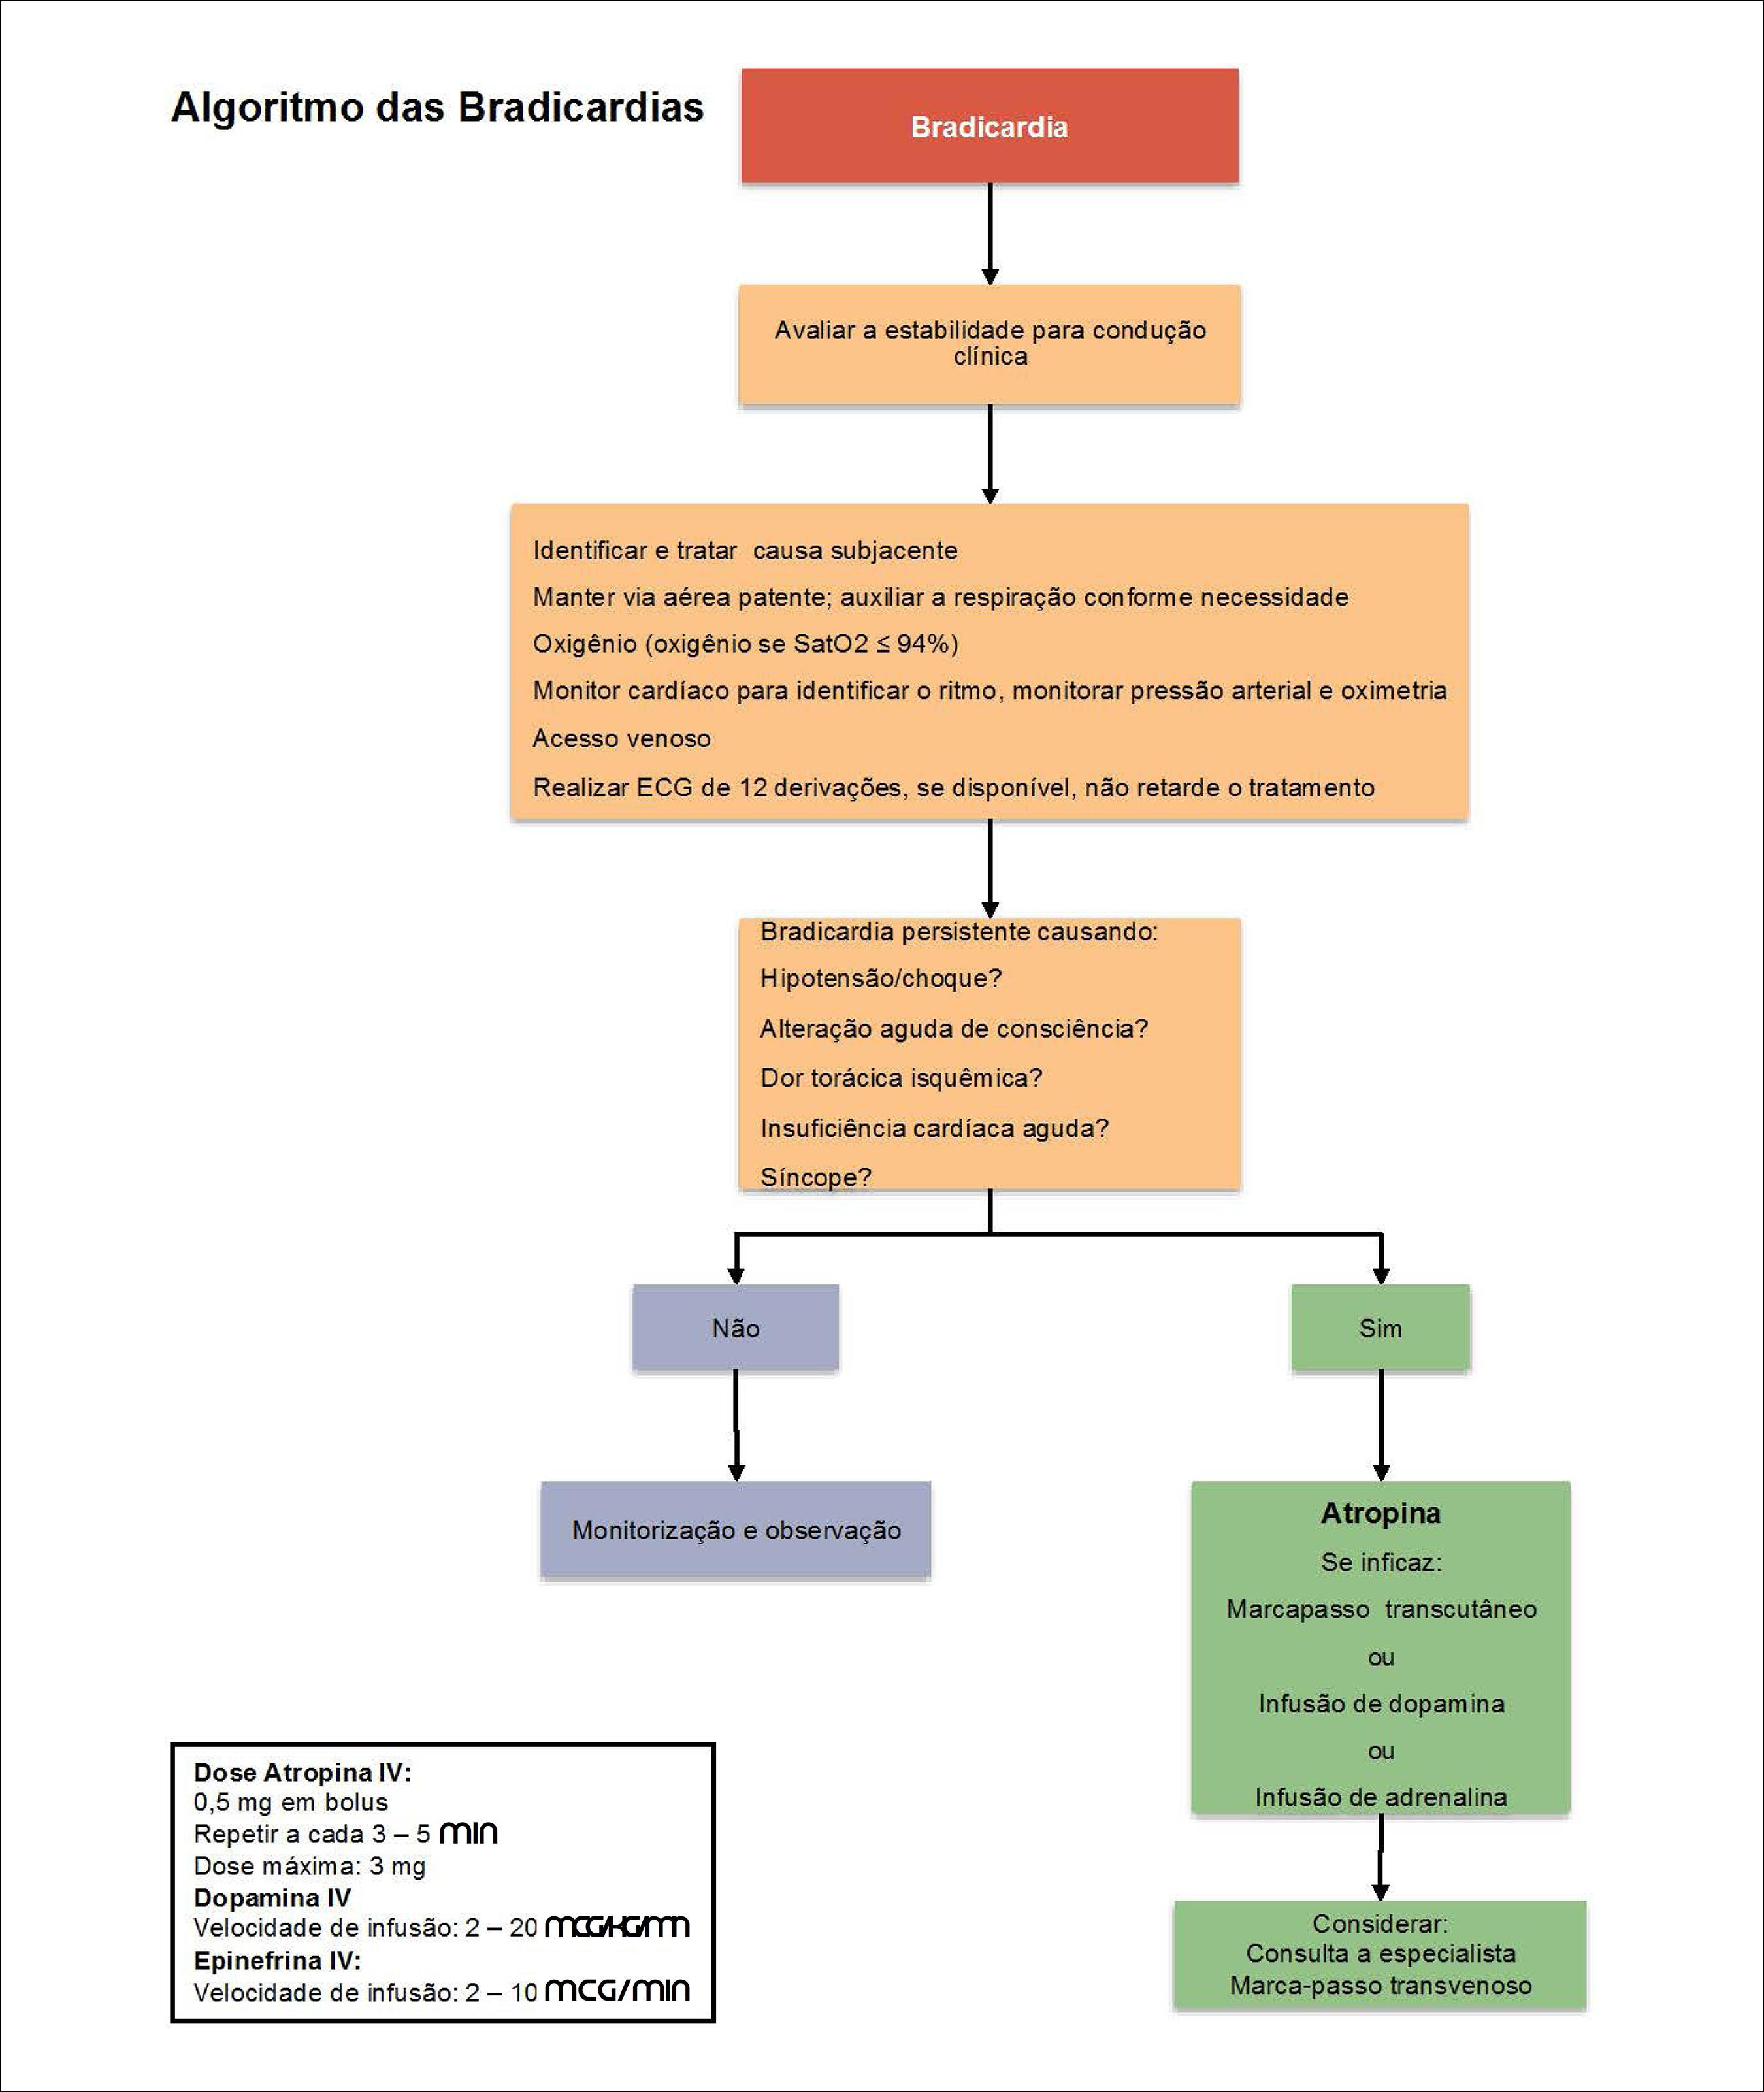 Algoritmo das Bradicardias
Bradicardia
Avaliar a estabilidade para condução
clínica
Identificar e tratar causa subjacente
Manter via aérea patente; auxiliar a respiração conforme necessidade
Oxigênio (oxigênio se SatO2 ≤ 94%)
Monitor cardíaco para identificar o ritmo, monitorar pressão arterial e oximetria
Acesso venoso
Realizar ECG de 12 derivações, se disponível, não retarde o tratamento
Bradicardia persistente causando:
Hipotensão/choque?
Alteração aguda de consciência?
Dor torácica isquêmica?
Insuficiência cardíaca aguda?
Síncope?
Não
Sim
Monitorização e observação
Atropina
Se inficaz:
Marcapasso transcutâneo
ou
Infusão de dopamina
ou
Infusão de adrenalina
Considerar:
Consulta a especialista
Marca-passo transvenoso
Dose Atropina IV:
0,5 mg em bolus
Repetir a cada 3 – 5 min
Dose máxima: 3 mg
Dopamina IV
Velocidade de infusão: 2 – 20 mcg/kg/min
Epinefrina IV:
Velocidade de infusão: 2 – 10 mcg/min